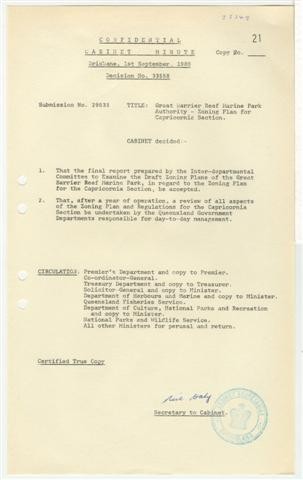 CONFIDENTIAL
CABINET MINUTE
Copy No. 21
Brisbane, 1st September, 1980
Decision No. 33558
Submission No. 29035 TITLE: Great Barrier Reef Marine Park
Authority - Zoning Plan for
Capricornic Section.
CABINET decided:-
1. That the final report prepared by the Inter-departmental
Committee to Examine the Draft Zoning Plans of the Great
Barrier Reef Marine Park, in regard to the Zoning Plan
for the Capricornia Section, be accepted.
2. That, after a year of operation, a review of all aspects
of the Zoning Plan and Regulations for the Capricornia
Section be undertaken by the Queensland Government
Departments responsible for day-to-day management.
CIRCULATION: Premier's Department and copy to Premier.
Co-ordinator-General.
Treasury Department and copy to Treasurer.
Solicitor-General and copy to Minister.
Department of Harbours and Marine and copy to Minister.
Queensland Fisheries Service.
Department of Culture, National Parks and Recreation
and copy to Minister.
National Parks and Wildlife Service.
All other Ministers for perusal and return.
Certified True Copy
Secretary to Cabinet.